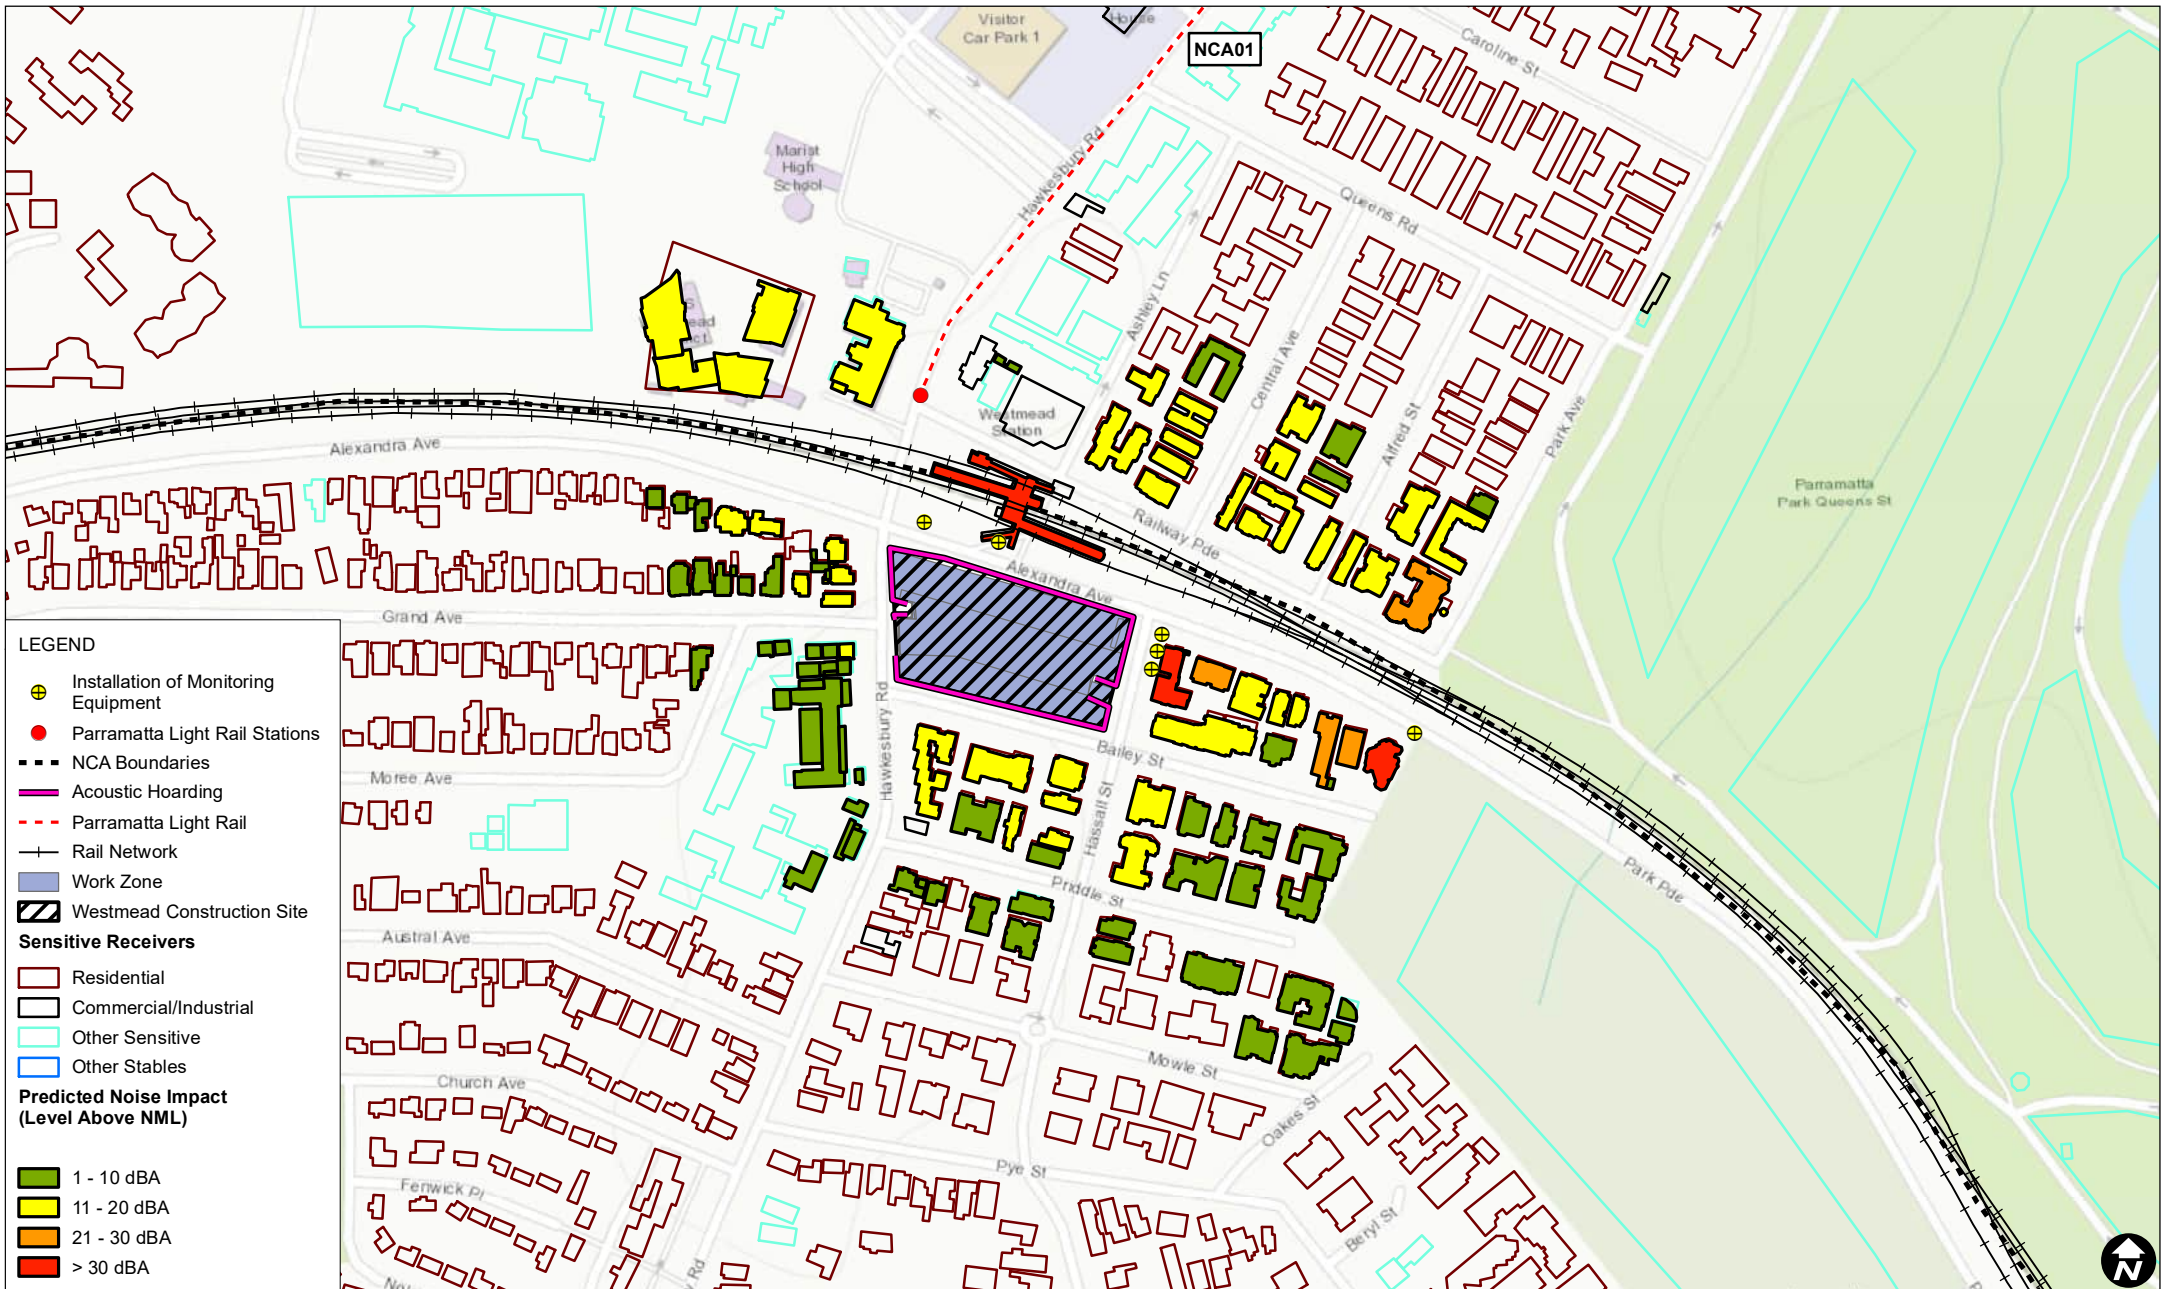 Visitor
Car Park 1
House
NCA01
Caroline St
Marist
High
School
Hawkesbury Rd
Queens Rd
Ashley Ln
Central Ave
Westmead
Station
Alfred St
Park Ave
Alexandra Ave
Parramatta
Park Queens St
Railway Pde
Alexandra Ave
Grand Ave
Hawkesbury Rd
Bailey St
Moree Ave
Hassall St
Priddle St
Park Pde
Austral Ave
Mowle St
Church Ave
Oakes St
Pye St
Fenwick Pl
Beryl St
Rd
LEGEND
Installation of Monitoring
Equipment
Parramatta Light Rail Stations
NCA Boundaries
Acoustic Hoarding
Parramatta Light Rail
Rail Network
Work Zone
Westmead Construction Site
Sensitive Receivers
Residential
Commercial/Industrial
Other Sensitive
Other Stables
Predicted Noise Impact
(Level Above NML)
1 - 10 dBA
11 - 20 dBA
21 - 30 dBA
> 30 dBA
N